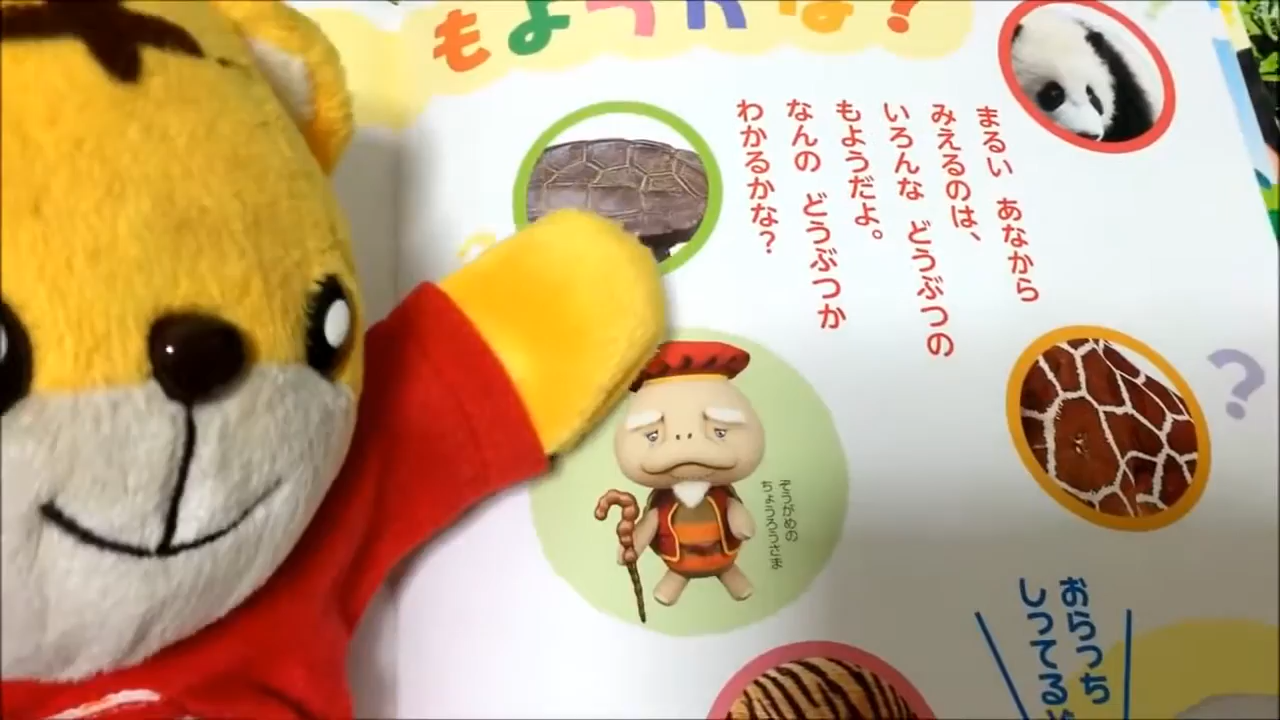 もようかな?
まるい あなから
みえるのは、
いろんな どうぶつの
もようだよ。
なんの どうぶつか
わかるかな?
ぞうがめの
ちょうろうさま
おらっち
しってるぞ